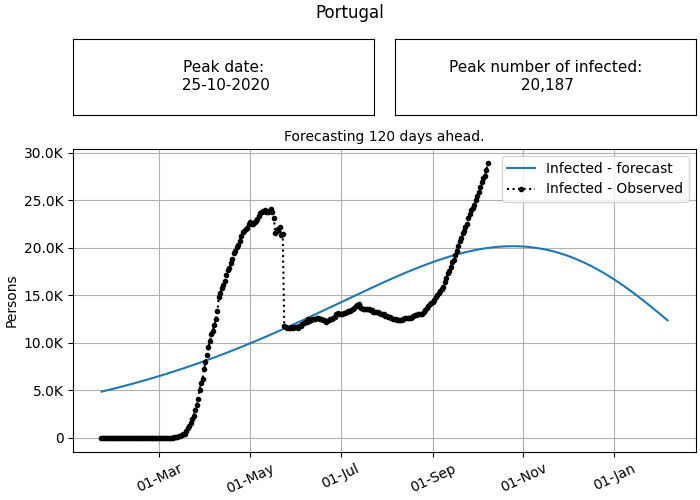 Portugal
Peak date:
25-10-2020
Peak number of infected:
20,187
Forecasting 120 days ahead.
30.0K
25.0K
20.0K
15.0K
10.0K
5.0K
0
Persons
Infected - forecast
Infected - Observed
01-Mar
01-May
01-Jul
01-Sep
01-Nov
01-Jan